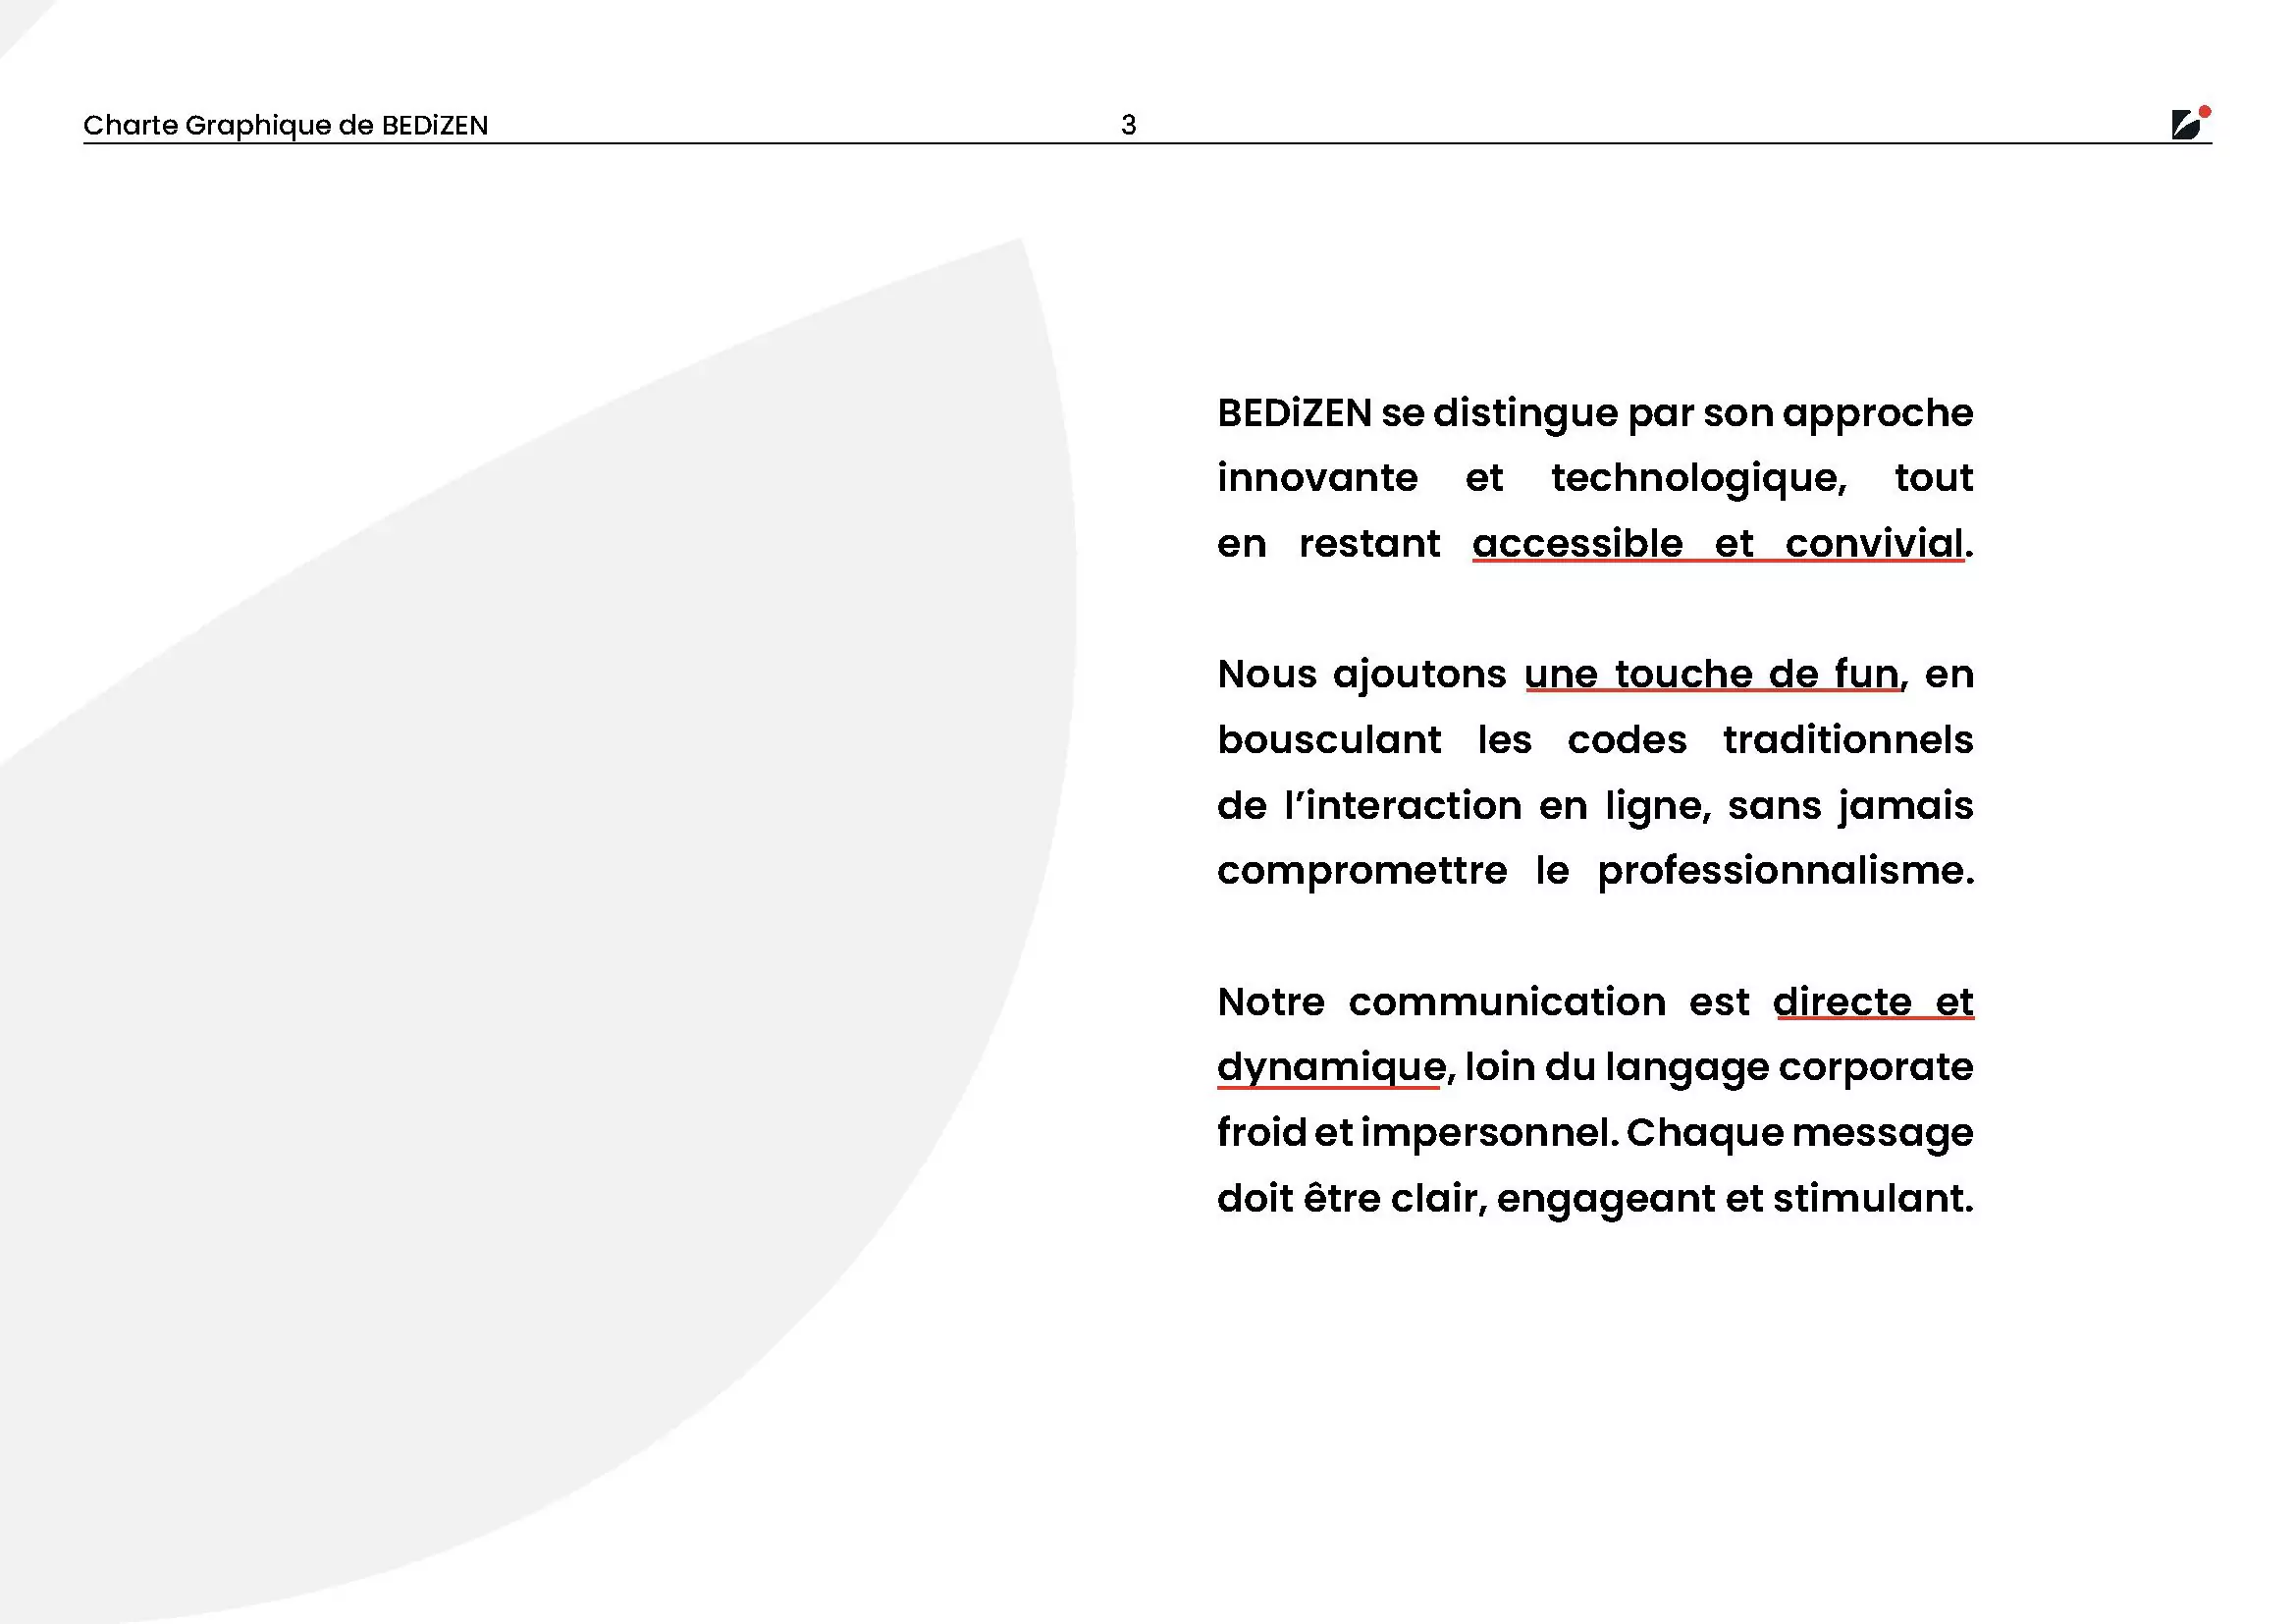 Charte Graphique de BEDiZEN
3
BEDiZEN se distingue par son approche
innovante et technologique, tout
en restant accessible et convivial.
Nous ajoutons une touche de fun, en
bousculant les codes traditionnels
de l’interaction en ligne, sans jamais
compromettre le professionnalisme.
Notre communication est directe et
dynamique, loin du langage corporate
froid et impersonnel. Chaque message
doit être clair, engageant et stimulant.